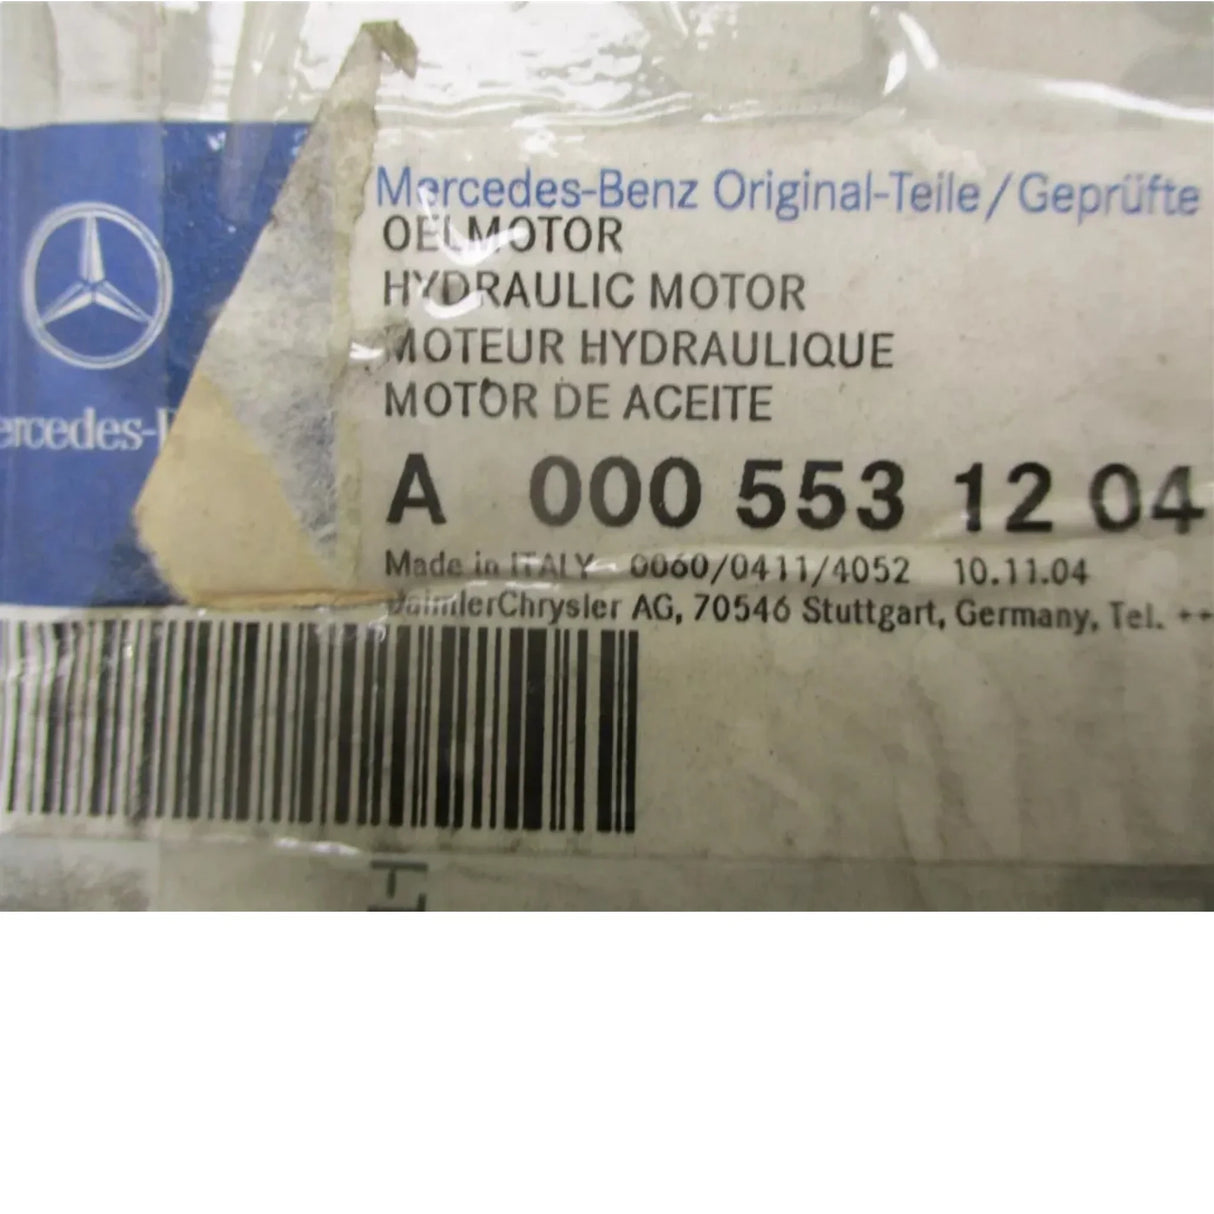 Mercedes-Benz Original-Teile/Geprüfte
OELMOTOR
HYDRAULIC MOTOR
MOTEUR HYDRAULIQUE
MOTOR DE ACEITE
ercedes-
A 000 553 12 04
Made in ITALY - 0060/0411/4052 10.11.04
DaimlerChrysler AG, 70546 Stuttgart, Germany, Tel. ++